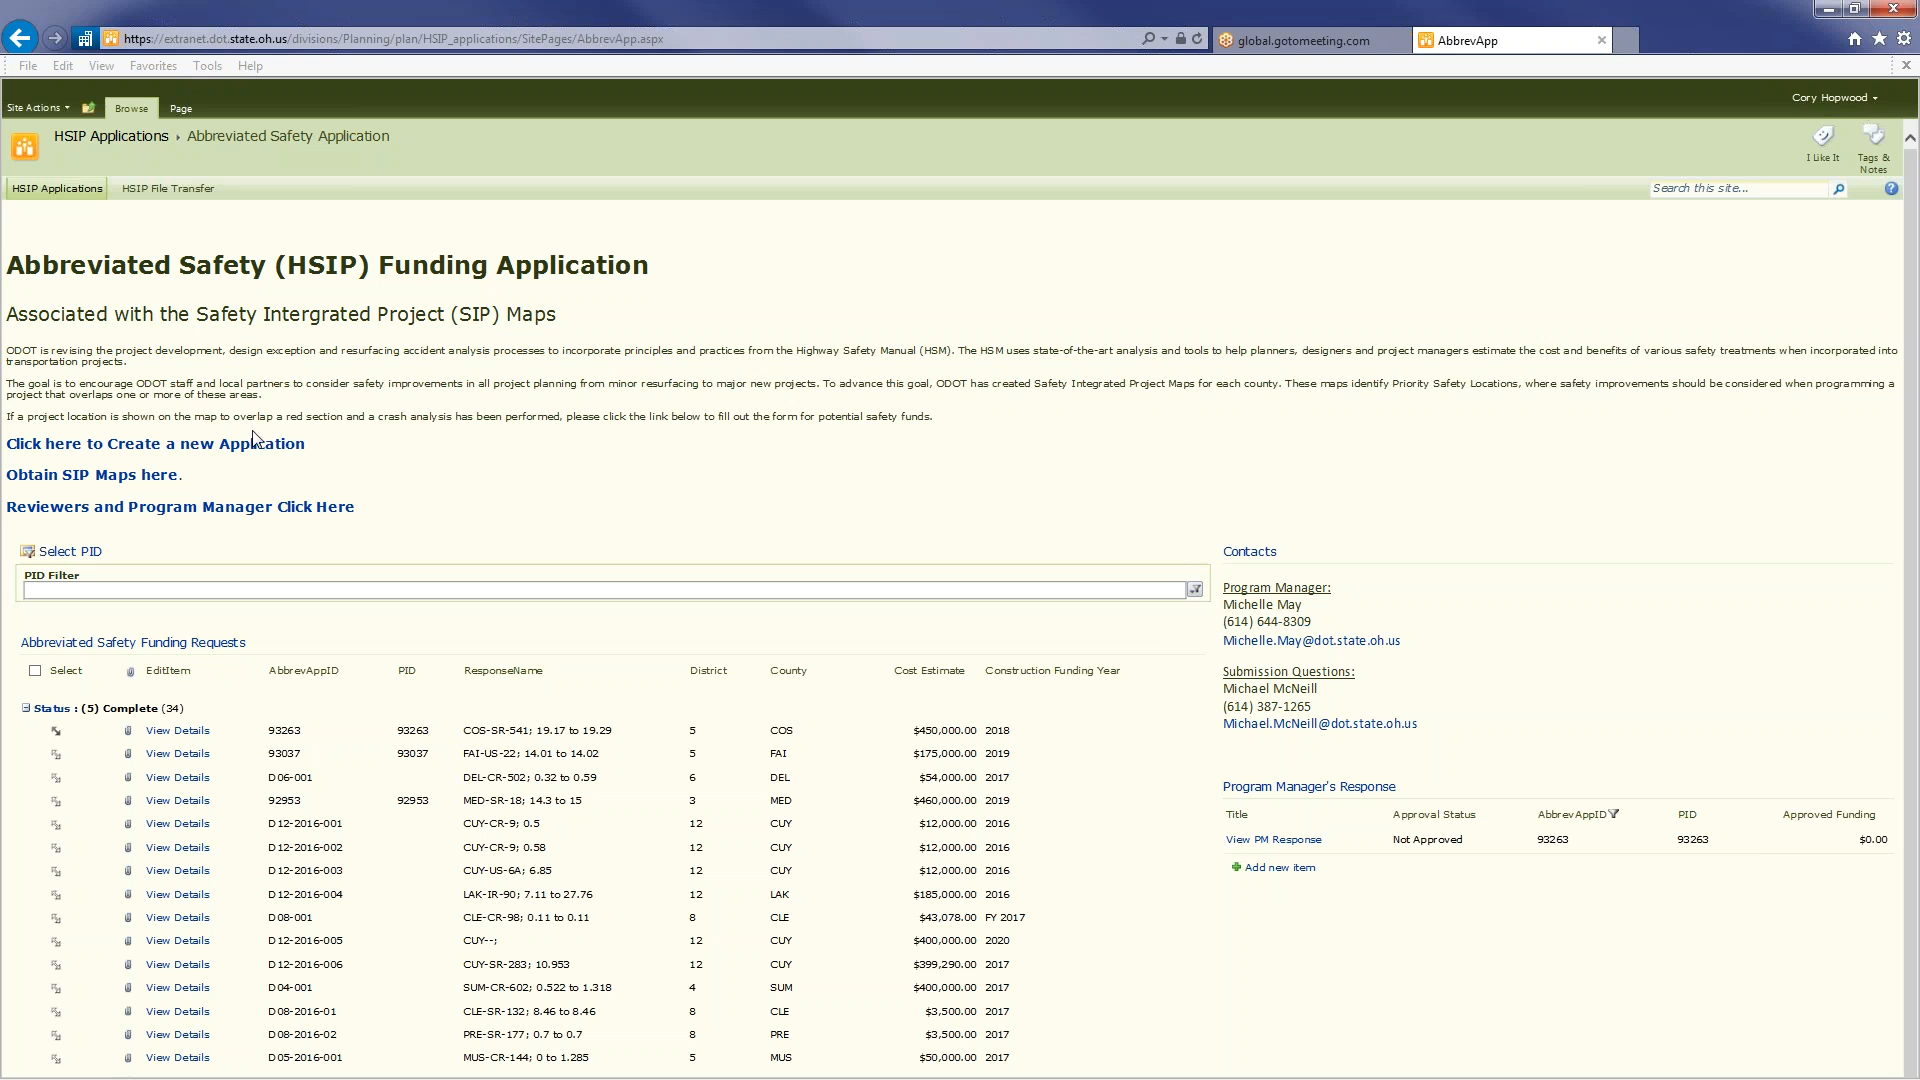 https://extranet.dot.state.oh.us/divisions/Planning/plan/HSIP_applications/SitePages/AbbrevApp.aspx
global.gotomeeting.com
AbbrevApp
File Edit View Favorites Tools Help
Site Actions Browse Page Cory Hopwood
HSIP Applications Abbreviated Safety Application
I Like It
Tags & Notes
HSIP Applications HSIP File Transfer Search this site...
Abbreviated Safety (HSIP) Funding Application
Associated with the Safety Intergrated Project (SIP) Maps
ODOT is revising the project development, design exception and resurfacing accident analysis processes to incorporate principles and practices from the Highway Safety Manual (HSM). The HSM uses state-of-the-art analysis and tools to help planners, designers and project managers estimate the cost and benefits of various safety treatments when incorporated into
transportation projects.
The goal is to encourage ODOT staff and local partners to consider safety improvements in all project planning from minor resurfacing to major new projects. To advance this goal, ODOT has created Safety Integrated Project Maps for each county. These maps identify Priority Safety Locations, where safety improvements should be considered when programming a
project that overlaps one or more of these areas.
If a project location is shown on the map to overlap a red section and a crash analysis has been performed, please click the link below to fill out the form for potential safety funds.
Click here to Create a new Application
Obtain SIP Maps here.
Reviewers and Program Manager Click Here
Select PID
PID Filter
Abbreviated Safety Funding Requests
Select EditItem AbbrevAppID PID ResponseName District County Cost Estimate Construction Funding Year
Status : (5) Complete (34)
View Details 93263 93263 COS-SR-541; 19.17 to 19.29 5 COS $450,000.00 2018
View Details 93037 93037 FAI-US-22; 14.01 to 14.02 5 FAI $175,000.00 2019
View Details D06-001 DEL-CR-502; 0.32 to 0.59 6 DEL $54,000.00 2017
View Details 92953 92953 MED-SR-18; 14.3 to 15 3 MED $460,000.00 2019
View Details D12-2016-001 CUY-CR-9; 0.5 12 CUY $12,000.00 2016
View Details D12-2016-002 CUY-CR-9; 0.58 12 CUY $12,000.00 2016
View Details D12-2016-003 CUY-US-6A; 6.85 12 CUY $12,000.00 2016
View Details D12-2016-004 LAK-IR-90; 7.11 to 27.76 12 LAK $185,000.00 2016
View Details D08-001 CLE-CR-98; 0.11 to 0.11 8 CLE $43,078.00 FY 2017
View Details D12-2016-005 CUY--; 12 CUY $400,000.00 2020
View Details D12-2016-006 CUY-SR-283; 10.953 12 CUY $399,290.00 2017
View Details D04-001 SUM-CR-602; 0.522 to 1.318 4 SUM $400,000.00 2017
View Details D08-2016-01 CLE-SR-132; 8.46 to 8.46 8 CLE $3,500.00 2017
View Details D08-2016-02 PRE-SR-177; 0.7 to 0.7 8 PRE $3,500.00 2017
View Details D05-2016-001 MUS-CR-144; 0 to 1.285 5 MUS $50,000.00 2017
Contacts
Program Manager:
Michelle May
(614) 644-8309
Michelle.May@dot.state.oh.us
Submission Questions:
Michael McNeill
(614) 387-1265
Michael.McNeill@dot.state.oh.us
Program Manager's Response
Title Approval Status AbbrevAppID PID Approved Funding
View PM Response Not Approved 93263 93263 $0.00
Add new item